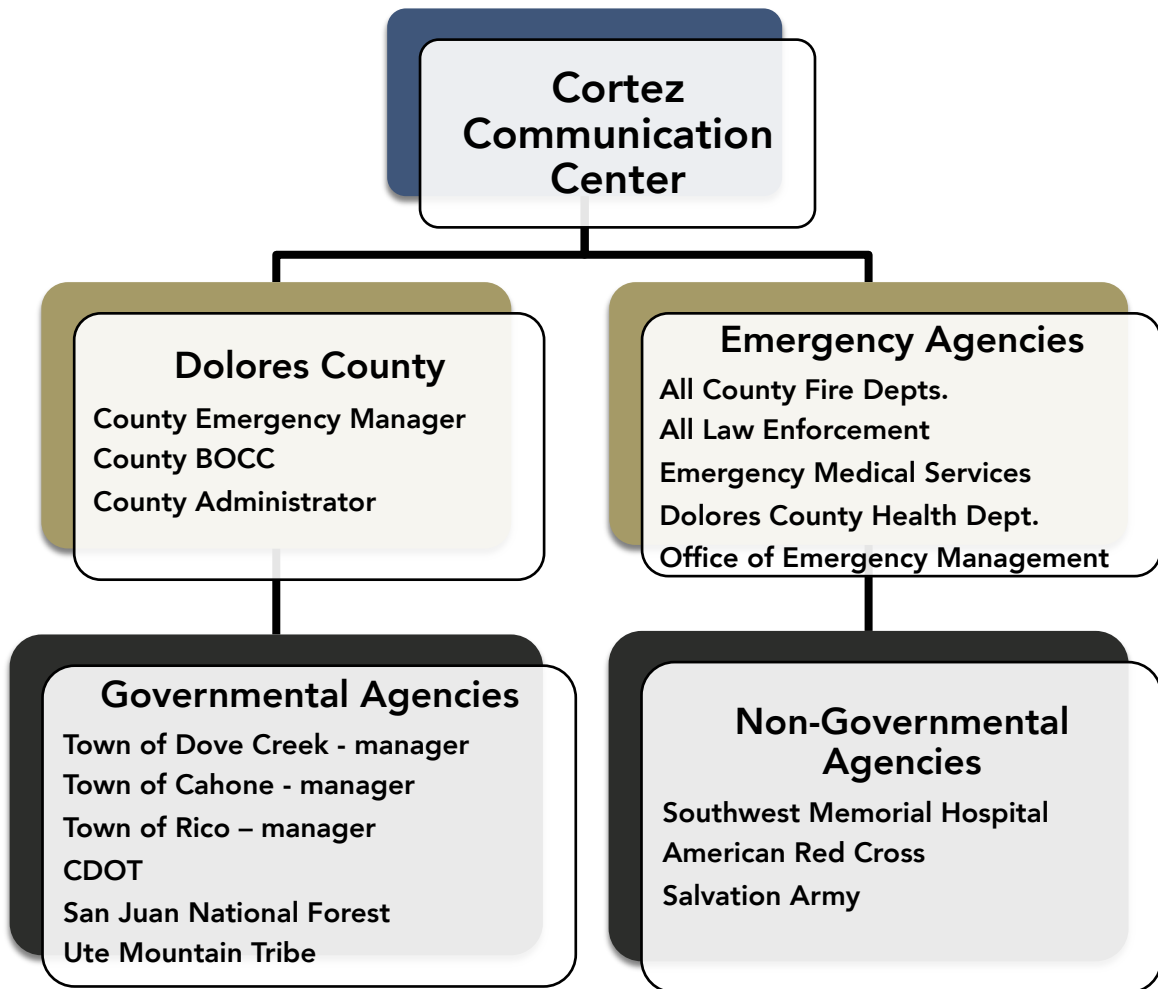 Cortez
Communication
Center
Dolores County
County Emergency Manager
County BOCC
County Administrator
Emergency Agencies
All County Fire Depts.
All Law Enforcement
Emergency Medical Services
Dolores County Health Dept.
Office of Emergency Management
Governmental Agencies
Town of Dove Creek - manager
Town of Cahone - manager
Town of Rico – manager
CDOT
San Juan National Forest
Ute Mountain Tribe
Non-Governmental
Agencies
Southwest Memorial Hospital
American Red Cross
Salvation Army